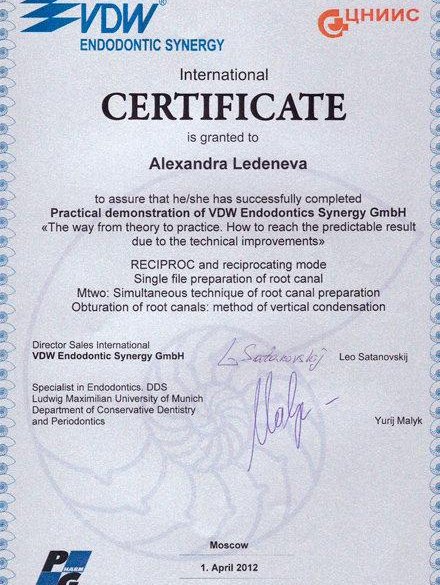 VDW®
ENDODONTIC SYNERGY
ЦНИИС
International
CERTIFICATE
is granted to
Alexandra Ledeneva
to assure that he/she has successfully completed
Practical demonstration of VDW Endodontics Synergy GmbH
«The way from theory to practice. How to reach the predictable result
due to the technical improvements»
RECIPROC and reciprocating mode
Single file preparation of root canal
Mtwo: Simultaneous technique of root canal preparation
Obturation of root canals: method of vertical condensation
Director Sales International
VDW Endodontic Synergy GmbH
L Satanovskij
Leo Satanovskij
Specialist in Endodontics. DDS
Ludwig Maximilian University of Munich
Department of Conservative Dentistry
and Periodontics
Yurij Malyk
Moscow
1. April 2012
P HARM
G